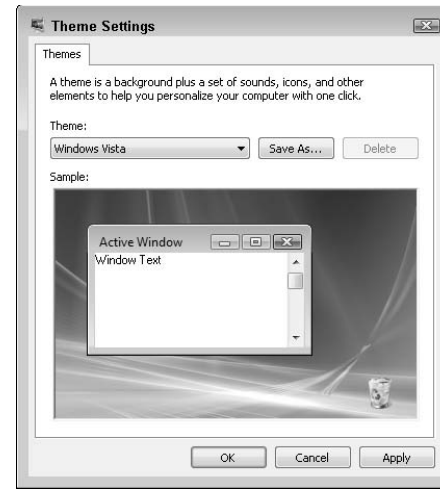 Theme Settings
Themes
A theme is a background plus a set of sounds, icons, and other
elements to help you personalize your computer with one click.
Theme:
Windows Vista
Save As...
Delete
Sample:
Active Window
Window Text
OK
Cancel
Apply